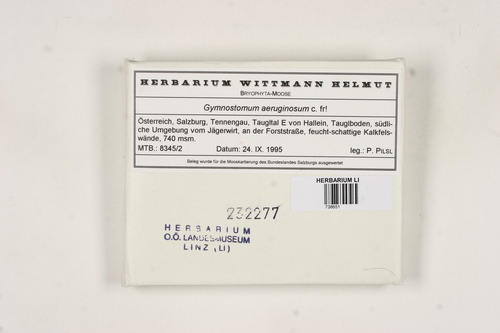 HERBARIUM WITTMANN HELMUT
BRYOPHYTA-MOOSE
Gymnostomum aeruginosum c. fr!
Österreich, Salzburg, Tennengau, Taugltal E von Hallein, Tauglboden, südli-
che Umgebung vom Jägerwirt, an der Forststraße, feucht-schattige Kalkfels-
wände, 740 msm.
MTB.: 8345/2 Datum: 24. IX. 1995 leg.: P. PILSL
Beleg wurde für die Mooskartierung des Bundeslandes Salzburgs ausgewertet
HERBARIUM LI
738651
232277
HERBARIUM
O.Ö. LANDESMUSEUM
LINZ (LI)